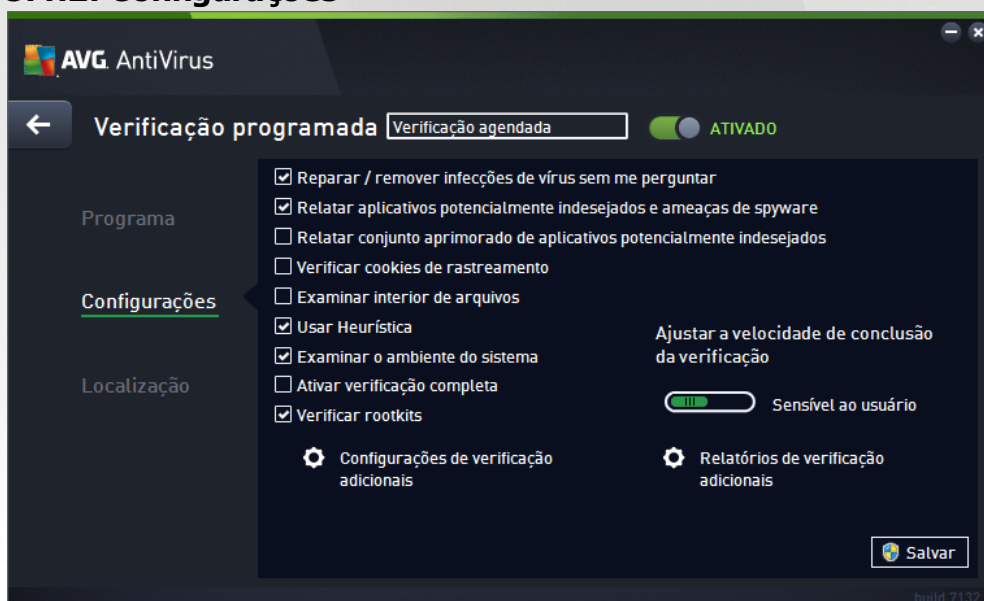 AVG. AntiVirus
Verificação programada Verificação agendada ATIVADO
Programa
Configurações
Localização
Reparar / remover infecções de vírus sem me perguntar
Relatar aplicativos potencialmente indesejados e ameaças de spyware
Relatar conjunto aprimorado de aplicativos potencialmente indesejados
Verificar cookies de rastreamento
Examinar interior de arquivos
Usar Heurística
Examinar o ambiente do sistema
Ativar verificação completa
Verificar rootkits
Ajustar a velocidade de conclusão
da verificação
Sensível ao usuário
Configurações de verificação
adicionais
Relatórios de verificação
adicionais
Salvar
build 7132